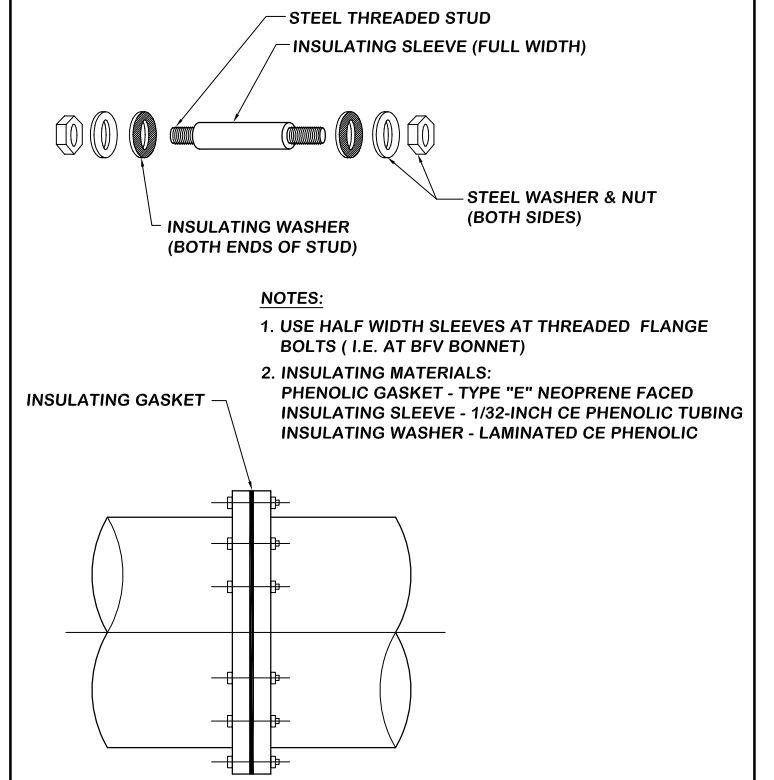 STEEL THREADED STUD
INSULATING SLEEVE (FULL WIDTH)
STEEL WASHER & NUT
(BOTH SIDES)
INSULATING WASHER
(BOTH ENDS OF STUD)
NOTES:
1. USE HALF WIDTH SLEEVES AT THREADED FLANGE
BOLTS ( I.E. AT BFV BONNET)
2. INSULATING MATERIALS:
PHENOLIC GASKET - TYPE "E" NEOPRENE FACED
INSULATING SLEEVE - 1/32-INCH CE PHENOLIC TUBING
INSULATING WASHER - LAMINATED CE PHENOLIC
INSULATING GASKET